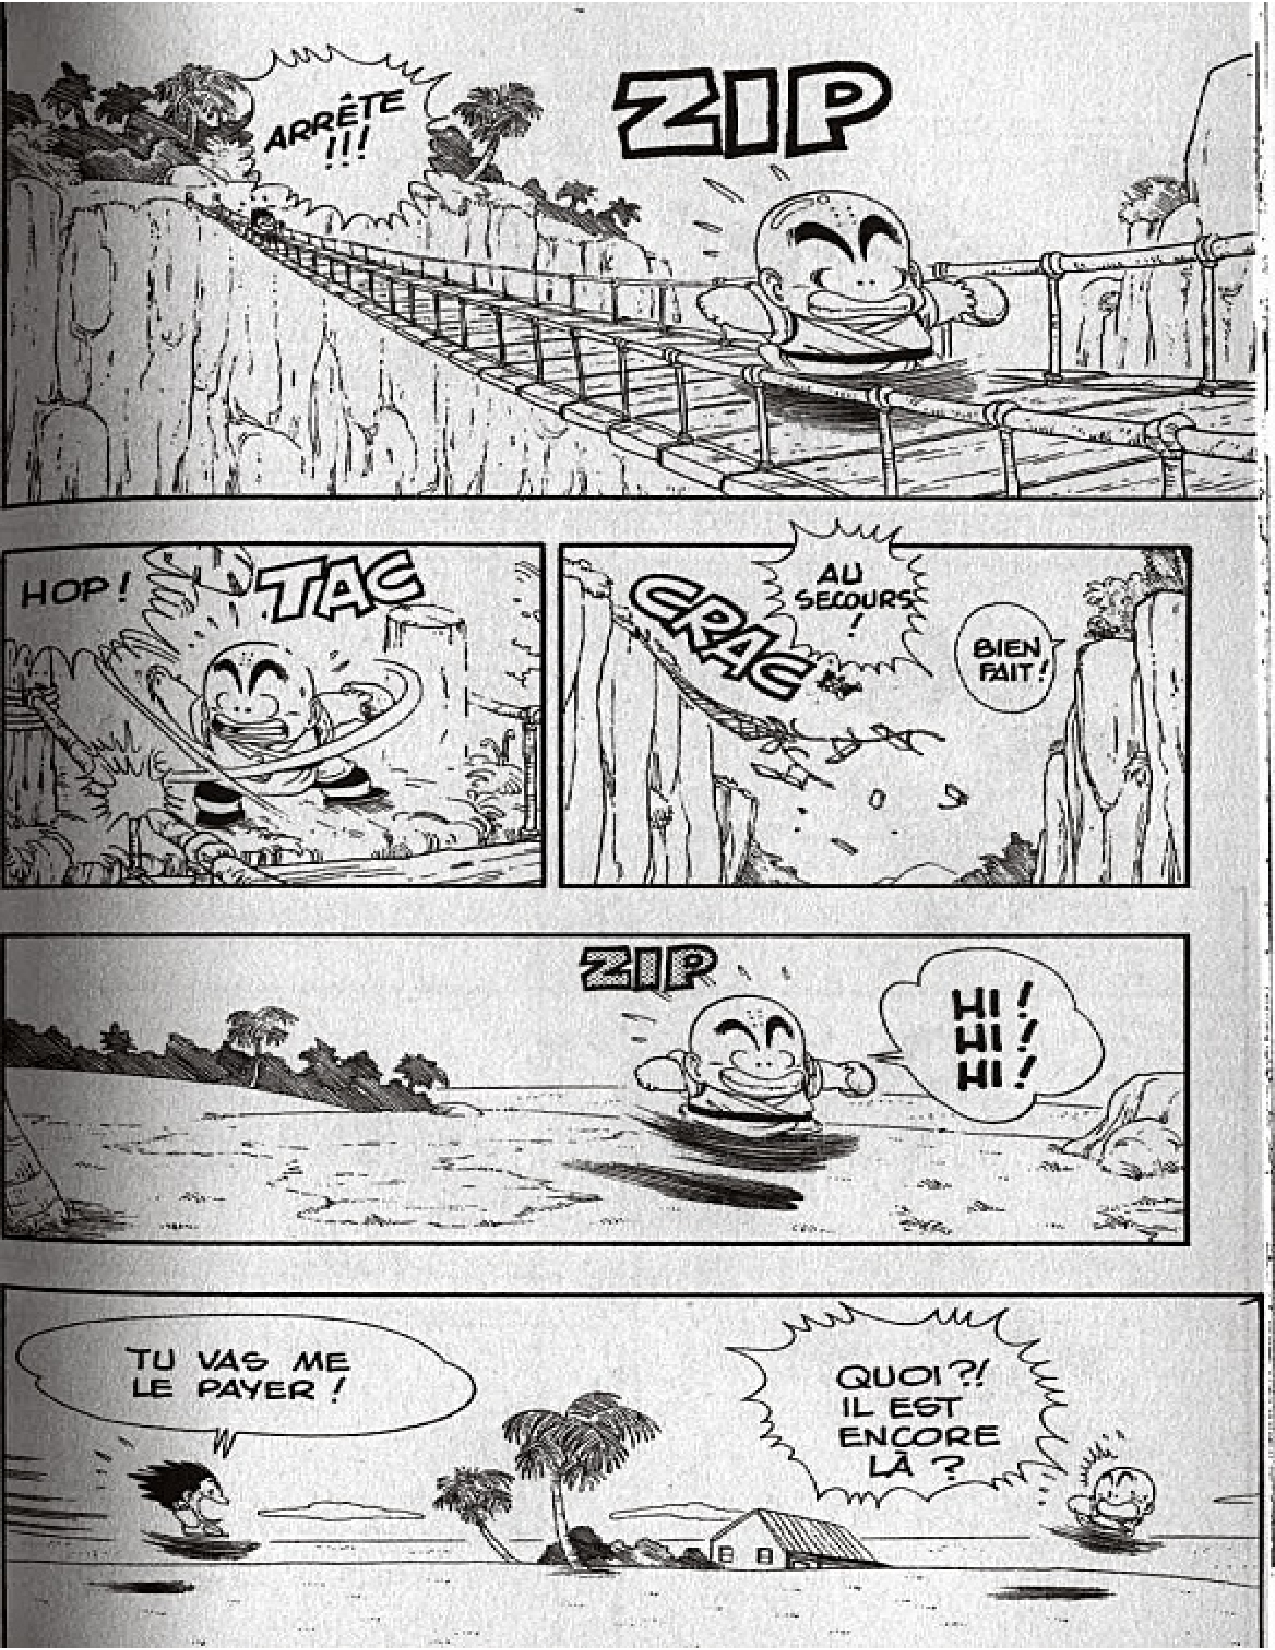 ARRÊTE
!!!
ZIP
HOP!
TAC
CRAC
AU
SECOURS
!
BIEN
FAIT!
ZIP
HI!
HI!
HI!
TU VAS ME
LE PAYER!
QUOI?!
IL EST
ENCORE
LÀ?